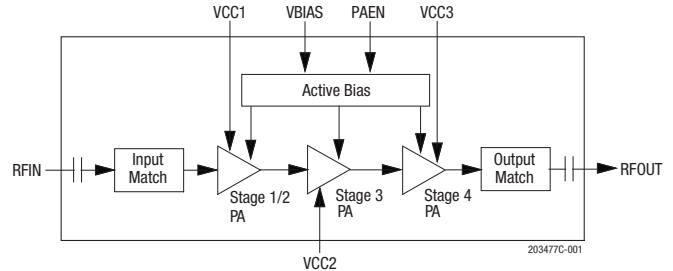 VCC1
VBIAS
PAEN
VCC3
Active Bias
RFIN
Input
Match
Stage 1/2
PA
Stage 3
PA
Stage 4
PA
Output
Match
RFOUT
VCC2
203477C-001